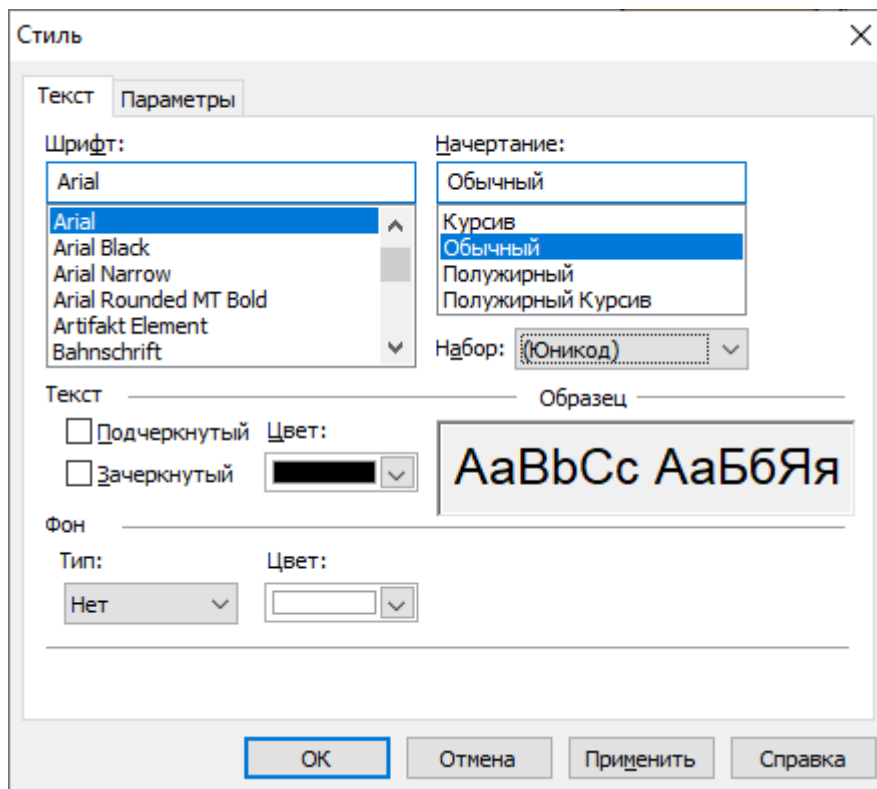 Стиль
Текст Параметры
Шрифт: Начертание:
Arial Обычный
Arial Курсив
Arial Black Обычный
Arial Narrow Полужирный
Arial Rounded MT Bold Полужирный Курсив
Artifakt Element
Bahnschrift Набор: (Юникод)
Текст Образец
Подчеркнутый Цвет:
Зачеркнутый AaBbCc АаБбЯя
Фон
Тип: Цвет:
Нет
ОК Отмена Применить Справка